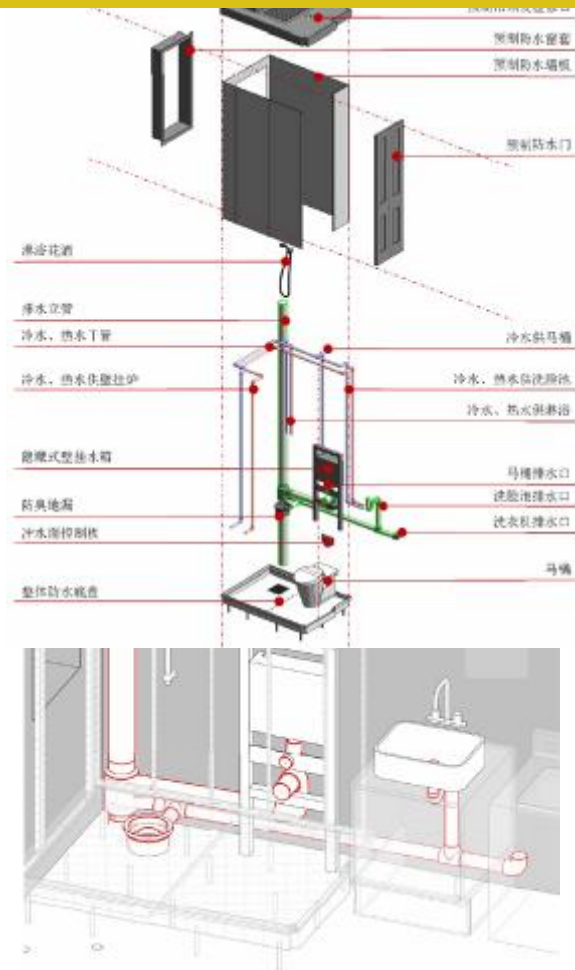 预制防水窗套
预制防水墙板
预制防水门
淋浴花洒
排水立管
冷水、热水干管
冷水供马桶
冷水、热水供壁挂炉
冷水、热水供洗脸池
冷水、热水供淋浴
隐藏式壁挂水箱
马桶排水口
防臭地漏
洗脸池排水口
冲水面控制板
洗衣机排水口
整体防水底盘
马桶